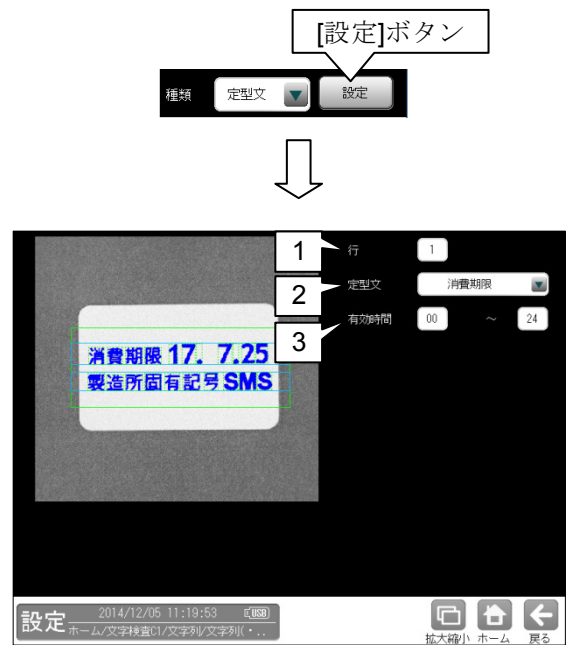 [設定]ボタン
種類 定型文 設定
1 行 1
2 定型文 消費期限
3 有効時間 00 ～ 24
消費期限 17. 7.25
製造所固有記号 SMS
設定 2014/12/05 11:19:53 USB
ホーム/文字検査C1/文字列/文字列(・..
拡大縮小 ホーム 戻る